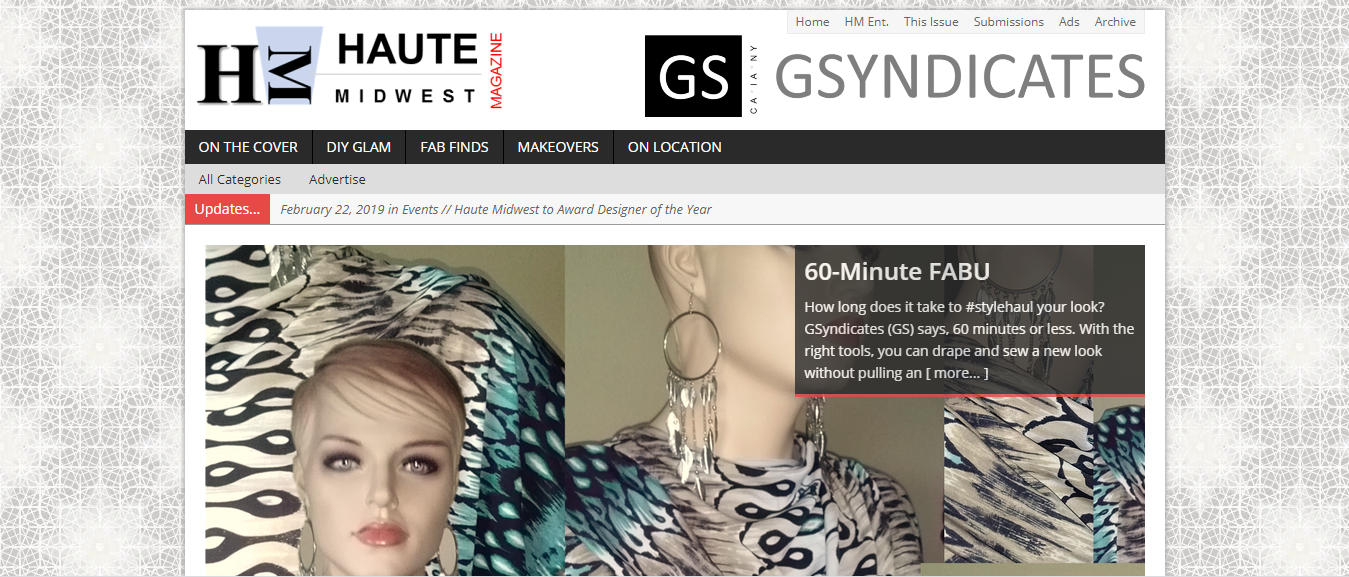 Home HM Ent. This Issue Submissions Ads Archive
HM HAUTE MIDWEST MAGAZINE
GS CA*IA*NY GSYNDICATES
ON THE COVER DIY GLAM FAB FINDS MAKEOVERS ON LOCATION
All Categories Advertise
Updates... February 22, 2019 in Events // Haute Midwest to Award Designer of the Year
60-Minute FABU
How long does it take to #stylehaul your look?
GSyndicates (GS) says, 60 minutes or less. With the
right tools, you can drape and sew a new look
without pulling an [ more... ]